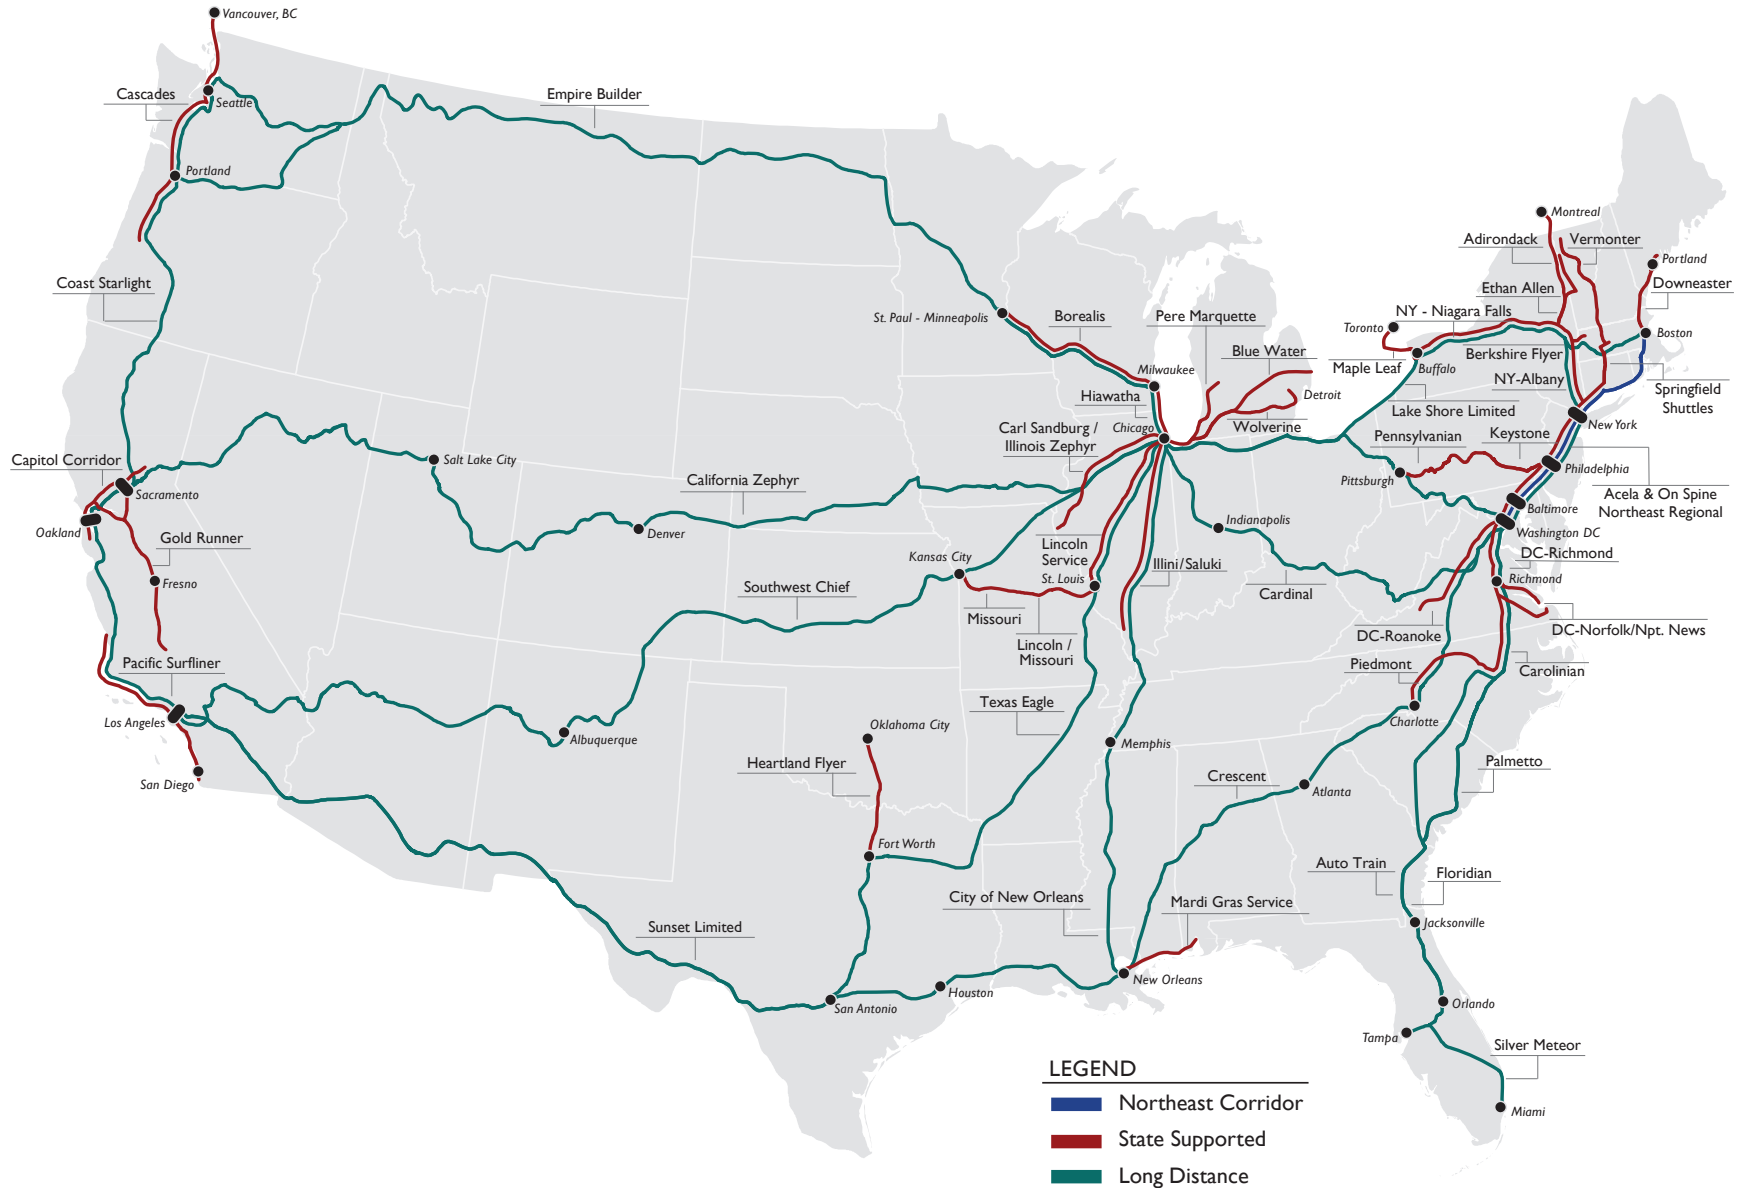 Vancouver, BC
Cascades
Seattle
Empire Builder
Portland
Montreal
Adirondack
Vermonter
Portland
Coast Starlight
Ethan Allen
Downeaster
St. Paul - Minneapolis
Borealis
Pere Marquette
NY - Niagara Falls
Toronto
Boston
Blue Water
Maple Leaf
Buffalo
Berkshire Flyer
Milwaukee
NY-Albany
Springfield
Shuttles
Hiawatha
Detroit
Lake Shore Limited
Carl Sandburg /
Illinois Zephyr
Chicago
Wolverine
New York
Pennsylvanian
Keystone
Capitol Corridor
Salt Lake City
Philadelphia
Sacramento
California Zephyr
Pittsburgh
Acela & On Spine
Northeast Regional
Baltimore
Oakland
Denver
Indianapolis
Washington DC
Gold Runner
Lincoln
Service
DC-Richmond
Kansas City
Illini/Saluki
Fresno
Southwest Chief
St. Louis
Cardinal
Richmond
Missouri
DC-Norfolk/Npt. News
Lincoln /
Missouri
DC-Roanoke
Pacific Surfliner
Piedmont
Carolinian
Texas Eagle
Los Angeles
Charlotte
Albuquerque
Oklahoma City
Memphis
Heartland Flyer
Palmetto
San Diego
Crescent
Atlanta
Fort Worth
Auto Train
Floridian
City of New Orleans
Mardi Gras Service
Sunset Limited
Jacksonville
New Orleans
Houston
San Antonio
Orlando
Tampa
Silver Meteor
Miami
LEGEND
Northeast Corridor
State Supported
Long Distance